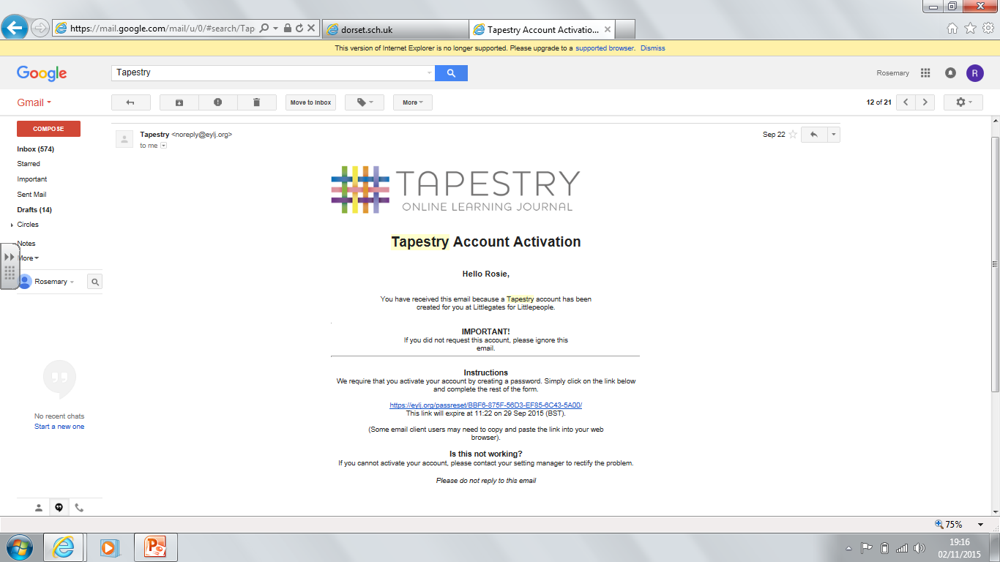 https://mail.google.com/mail/u/0/#search/Tap
dorset.sch.uk
Tapestry Account Activatio...
This version of Internet Explorer is no longer supported. Please upgrade to a supported browser. Dismiss
Google
Tapestry
Rosemary
R
Gmail
Move to Inbox
More
12 of 21
COMPOSE
Inbox (574)
Starred
Important
Sent Mail
Drafts (14)
Circles
Notes
More
Rosemary
No recent chats
Start a new one
Tapestry <noreply@eylj.org>
to me
Sep 22
TAPESTRY
ONLINE LEARNING JOURNAL
Tapestry Account Activation
Hello Rosie,
You have received this email because a Tapestry account has been
created for you at Littlegates for Littlepeople.
IMPORTANT!
If you did not request this account, please ignore this
email.
Instructions
We require that you activate your account by creating a password. Simply click on the link below
and complete the rest of the form.
https://eylj.org/passreset/BBF6-875F-56D3-EF85-6C43-5A00/
This link will expire at 11:22 on 29 Sep 2015 (BST).
(Some email client users may need to copy and paste the link into your web
browser).
Is this not working?
If you cannot activate your account, please contact your setting manager to rectify the problem.
Please do not reply to this email
75%
19:16
02/11/2015